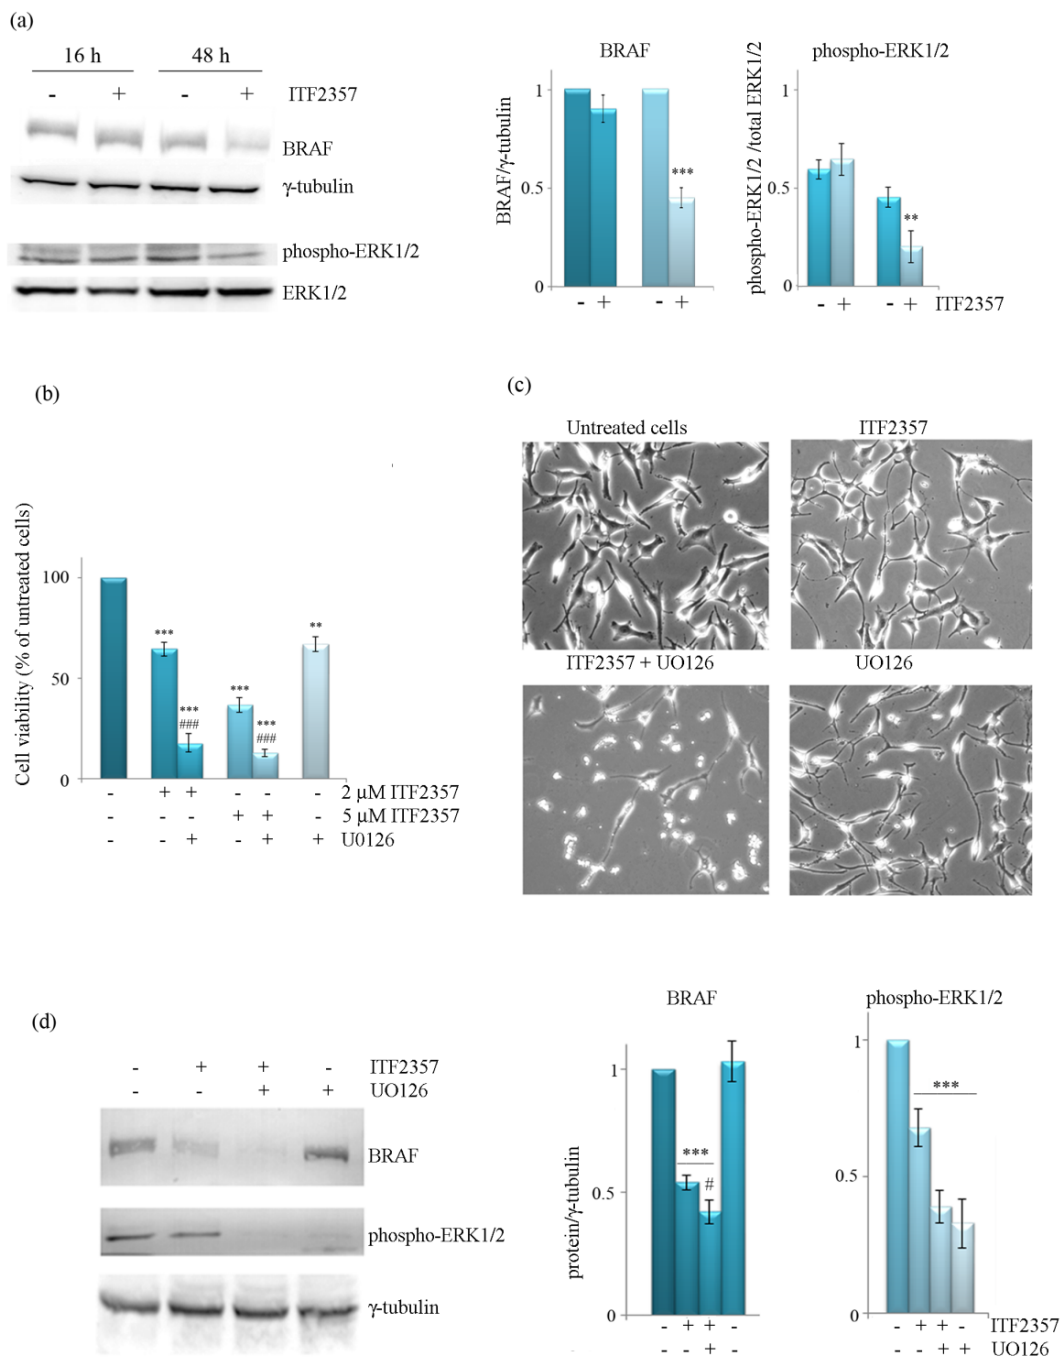 (a)
16 h 48 h
- + - + ITF2357
BRAF
γ-tubulin
phospho-ERK1/2
ERK1/2
BRAF
BRAF/γ-tubulin
1
0.5
0
***
- + - +
phospho-ERK1/2
phospho-ERK1/2 /total ERK1/2
1
0.5
0
**
- + - + ITF2357
(b)
Cell viability (% of untreated cells)
100
50
0
***
***
###
***
***
###
**
- + + - - - 2 μM ITF2357
- - - + + - 5 μM ITF2357
- - + - + + U0126
(c)
Untreated cells ITF2357
ITF2357 + UO126 UO126
(d)
- + + - ITF2357
- - + + UO126
BRAF
phospho-ERK1/2
γ-tubulin
BRAF
protein/γ-tubulin
1
0.5
0
***
#
- + + -
- - + -
phospho-ERK1/2
1
0.5
0
***
- + + - ITF2357
- - + + UO126